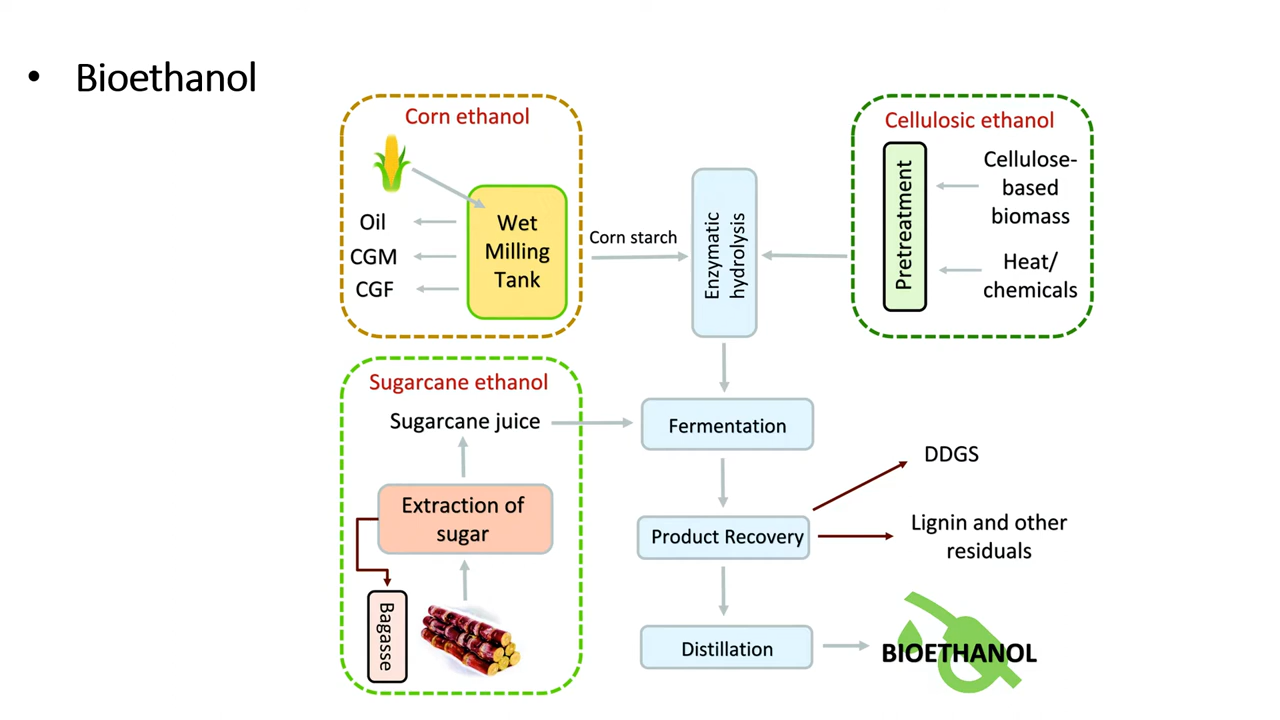 • Bioethanol
Corn ethanol
Oil
CGM
CGF
Wet
Milling
Tank
Corn starch
Enzymatic
hydrolysis
Cellulosic ethanol
Pretreatment
Cellulose-
based
biomass
Heat/
chemicals
Sugarcane ethanol
Sugarcane juice
Extraction of
sugar
Bagasse
Fermentation
Product Recovery
DDGS
Lignin and other
residuals
Distillation
BIOETHANOL